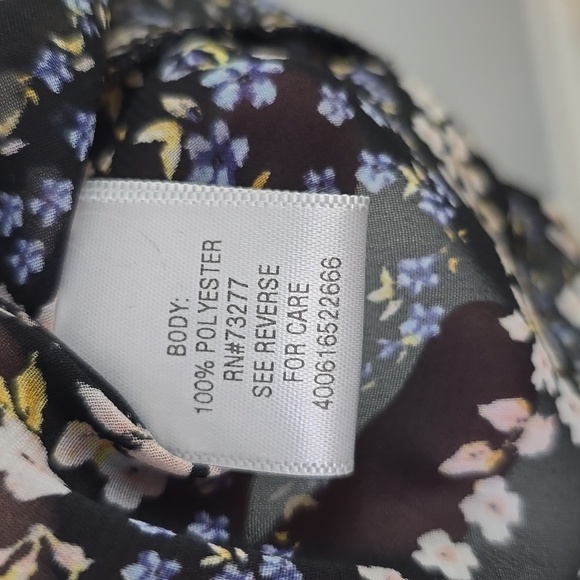 BODY:
100% POLYESTER
RN#73277
SEE REVERSE
FOR CARE
400616522666